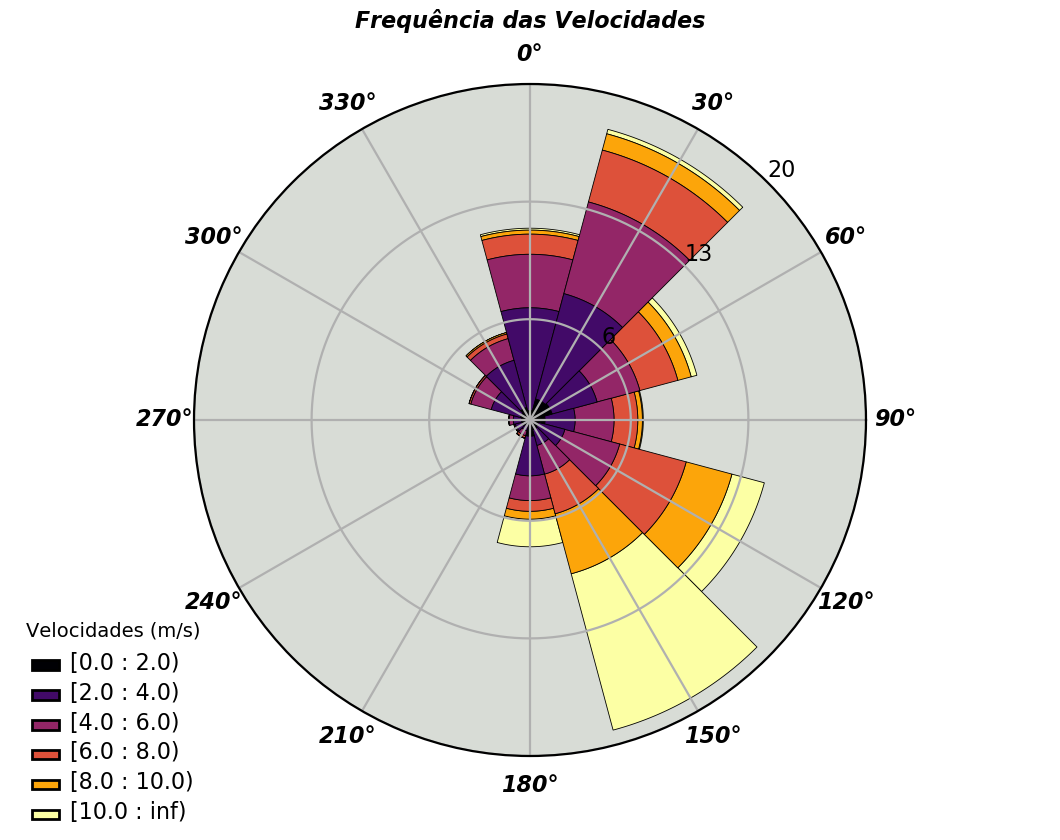 Frequência das Velocidades
0°
330°
30°
20
300°
60°
13
6
270°
90°
240°
120°
210°
150°
180°
Velocidades (m/s)
[0.0 : 2.0)
[2.0 : 4.0)
[4.0 : 6.0)
[6.0 : 8.0)
[8.0 : 10.0)
[10.0 : inf)